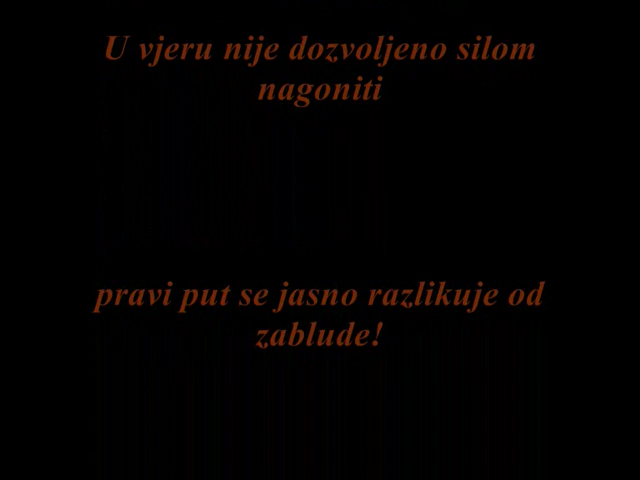 U vjeru nije dozvoljeno silom
nagoniti
pravi put se jasno razlikuje od
zablude!